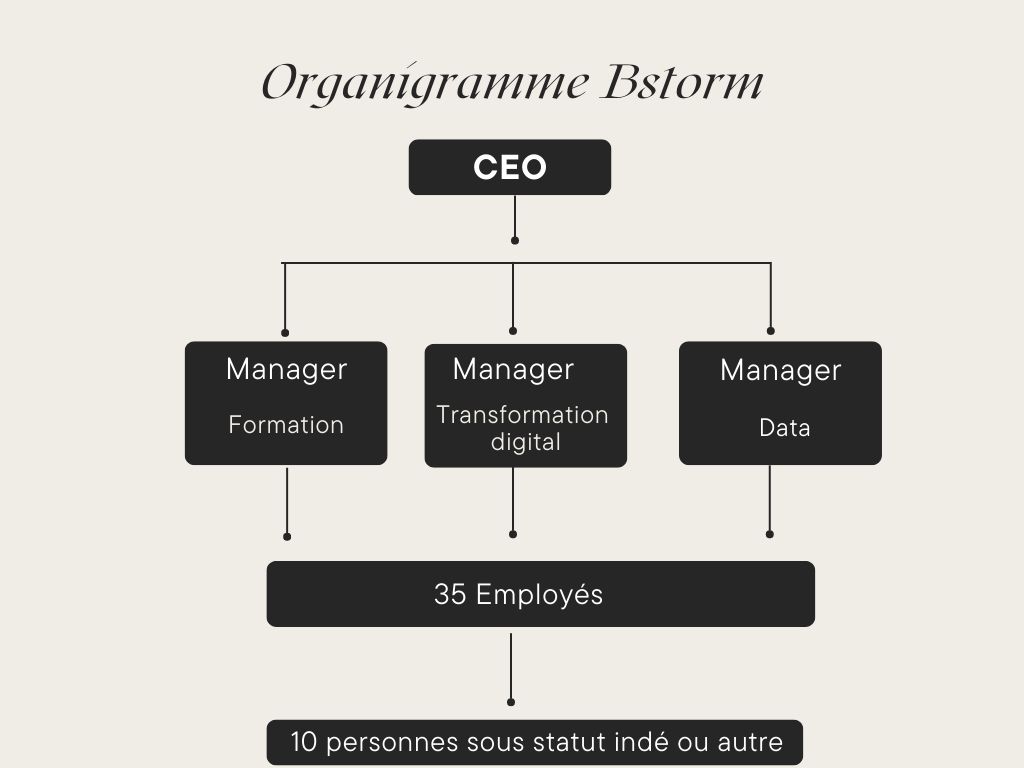 Organigramme Bstorm
CEO
Manager
Formation
Manager
Transformation
digital
Manager
Data
35 Employés
10 personnes sous statut indé ou autre